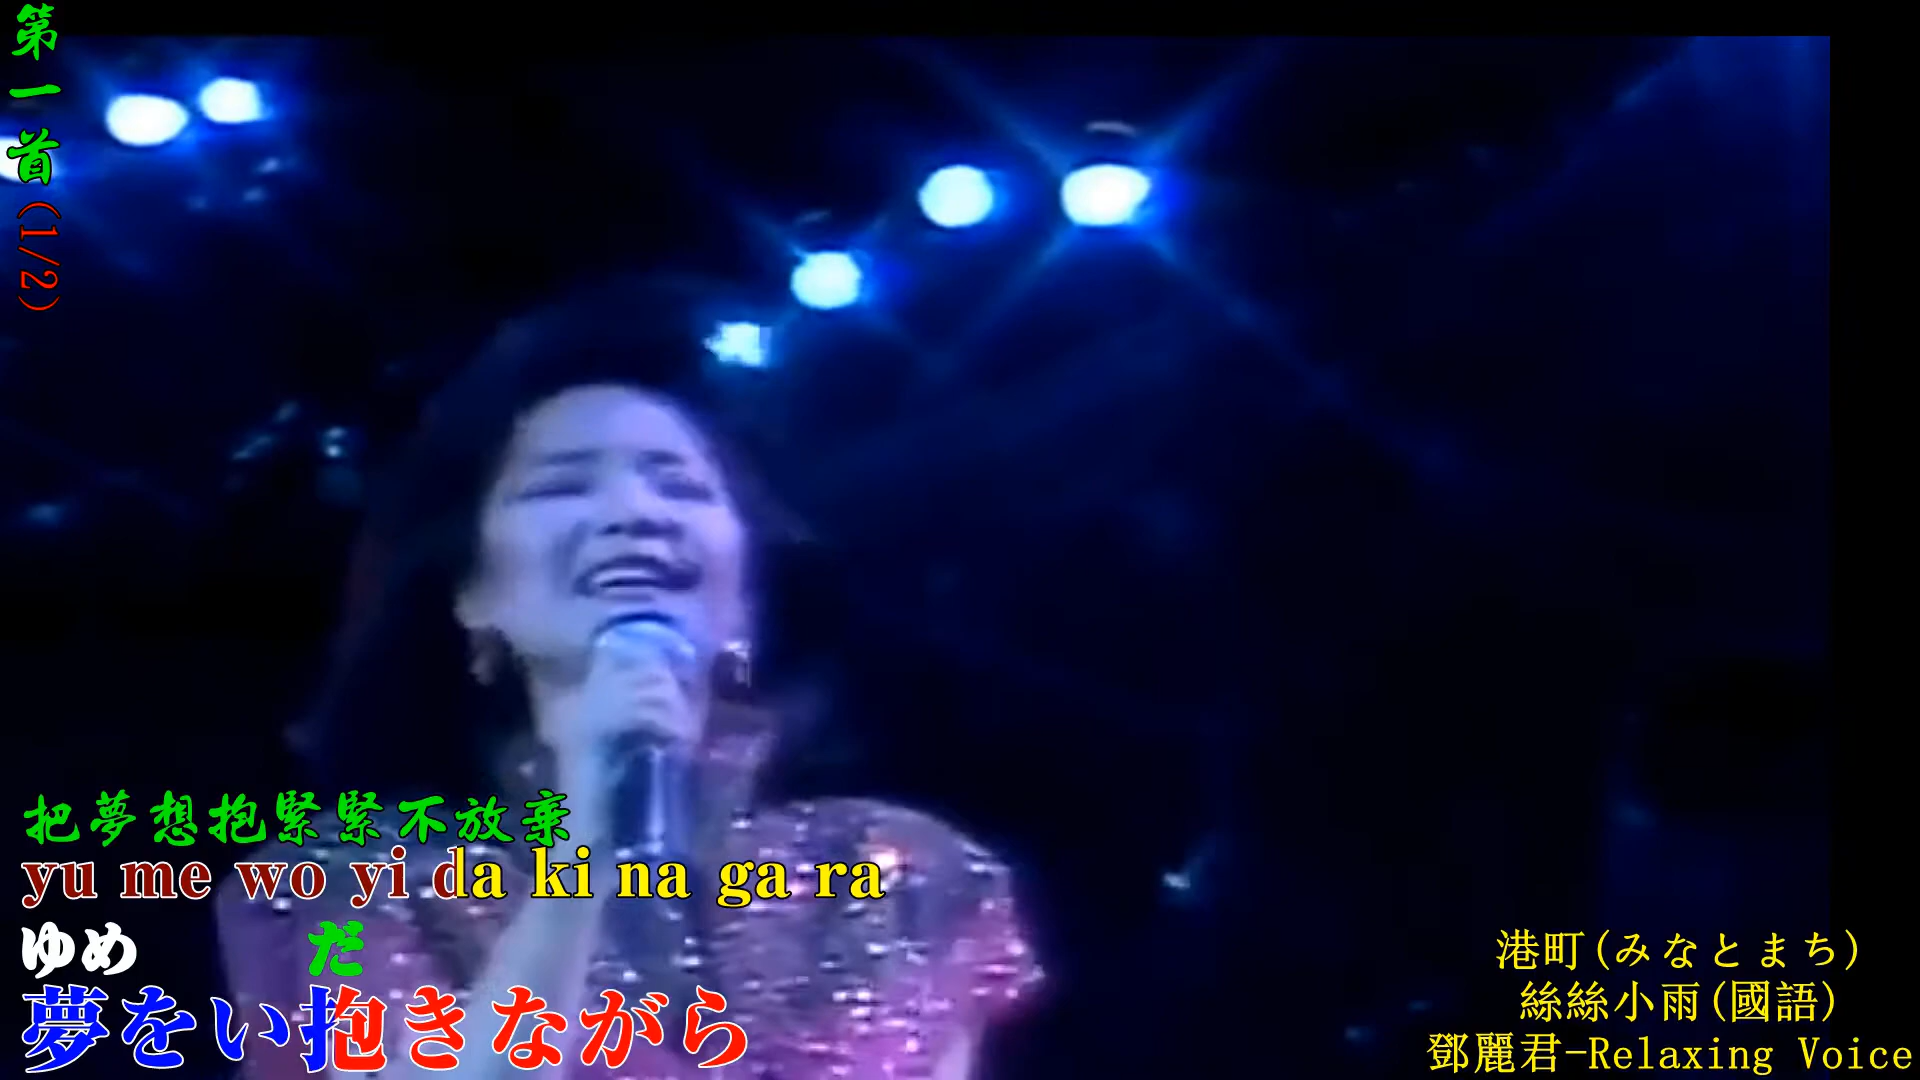 第一首(1/2)
把夢想抱緊緊不放棄
yu me wo yi da ki na ga ra
ゆめ だ
夢をい抱きながら
港町(みなとまち)
絲絲小雨(國語)
鄧麗君-Relaxing Voice